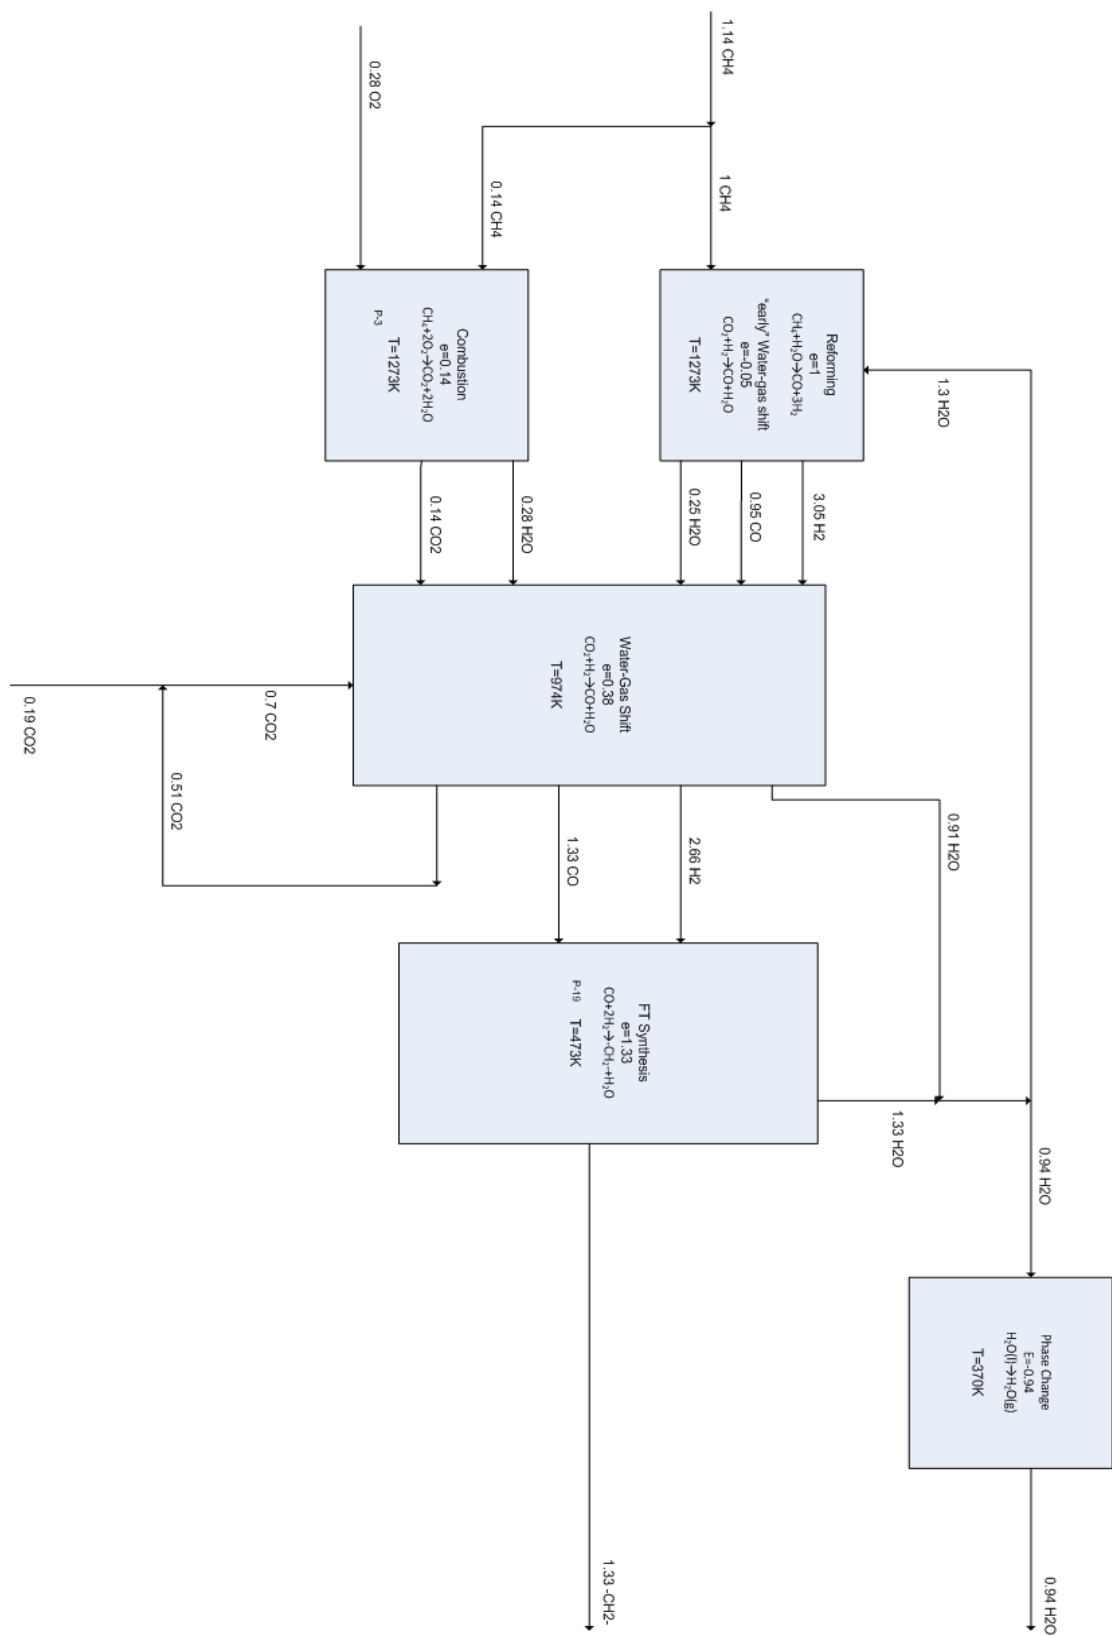 1.14 CH4
0.28 O2
1 CH4
0.14 CH4
Reforming
e=1
CH₄+H₂O→CO+3H₂
"early" Water-gas shift
e=-0.05
CO₂+H₂→CO+H₂O
T=1273K
Combustion
e=0.14
CH₄+2O₂→CO₂+2H₂O
T=1273K
P-3
1.3 H2O
3.05 H2
0.95 CO
0.25 H2O
0.28 H2O
0.14 CO2
Water-Gas Shift
e=0.38
CO₂+H₂→CO+H₂O
T=974K
0.7 CO2
0.19 CO2
0.51 CO2
1.33 CO
2.66 H2
0.91 H2O
FT Synthesis
e=1.33
CO+2H₂→-CH₂-+H₂O
P-19 T=473K
1.33 H2O
0.94 H2O
Phase Change
E=-0.94
H₂O(l)→H₂O(g)
T=370K
0.94 H2O
1.33 -CH2-